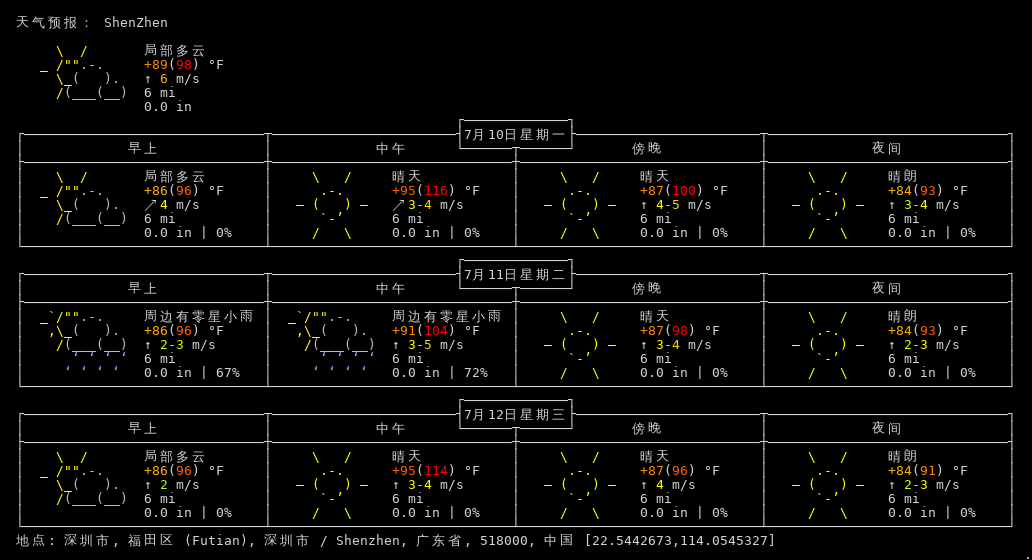 天气预报： ShenZhen
局部多云
+89(98) °F
↑ 6 m/s
6 mi
0.0 in
7月10日星期一
早上 中午 傍晚 夜间
局部多云 晴天 晴天 晴朗
+86(96) °F +95(116) °F +87(100) °F +84(93) °F
↗ 4 m/s ↗ 3-4 m/s ↑ 4-5 m/s ↑ 3-4 m/s
6 mi 6 mi 6 mi 6 mi
0.0 in | 0% 0.0 in | 0% 0.0 in | 0% 0.0 in | 0%
7月11日星期二
早上 中午 傍晚 夜间
周边有零星小雨 周边有零星小雨 晴天 晴朗
+86(96) °F +91(104) °F +87(98) °F +84(93) °F
↑ 2-3 m/s ↑ 3-5 m/s ↑ 3-4 m/s ↑ 2-3 m/s
6 mi 6 mi 6 mi 6 mi
0.0 in | 67% 0.0 in | 72% 0.0 in | 0% 0.0 in | 0%
7月12日星期三
早上 中午 傍晚 夜间
局部多云 晴天 晴天 晴朗
+86(96) °F +95(114) °F +87(96) °F +84(91) °F
↑ 2 m/s ↑ 3-4 m/s ↑ 4 m/s ↑ 2-3 m/s
6 mi 6 mi 6 mi 6 mi
0.0 in | 0% 0.0 in | 0% 0.0 in | 0% 0.0 in | 0%
地点: 深圳市, 福田区 (Futian), 深圳市 / Shenzhen, 广东省, 518000, 中国 [22.5442673,114.0545327]